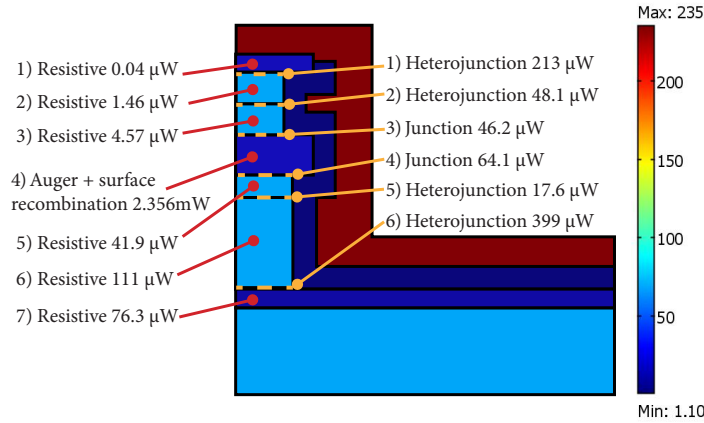 Max: 235
1) Resistive 0.04 μW
2) Resistive 1.46 μW
3) Resistive 4.57 μW
4) Auger + surface
recombination 2.356mW
5) Resistive 41.9 μW
6) Resistive 111 μW
7) Resistive 76.3 μW
1) Heterojunction 213 μW
2) Heterojunction 48.1 μW
3) Junction 46.2 μW
4) Junction 64.1 μW
5) Heterojunction 17.6 μW
6) Heterojunction 399 μW
200
150
100
50
Min: 1.10